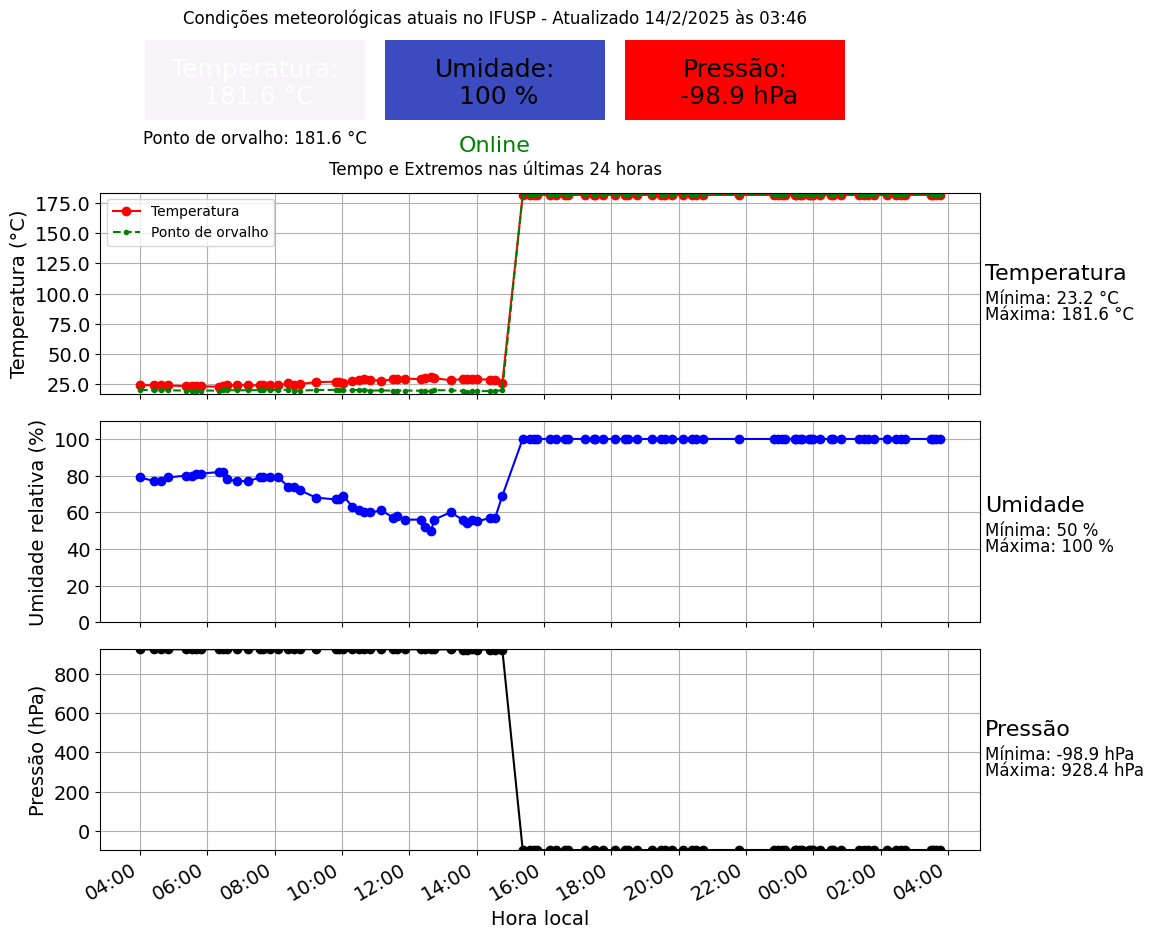 Condições meteorológicas atuais no IFUSP - Atualizado 14/2/2025 às 03:46
Temperatura:
181.6 °C
Umidade:
100 %
Pressão:
-98.9 hPa
Ponto de orvalho: 181.6 °C
Online
Tempo e Extremos nas últimas 24 horas
Temperatura (°C)
175.0
150.0
125.0
100.0
75.0
50.0
25.0
Temperatura
Ponto de orvalho
Temperatura
Mínima: 23.2 °C
Máxima: 181.6 °C
Umidade relativa (%)
100
80
60
40
20
0
Umidade
Mínima: 50 %
Máxima: 100 %
Pressão (hPa)
800
600
400
200
0
Pressão
Mínima: -98.9 hPa
Máxima: 928.4 hPa
04:00 06:00 08:00 10:00 12:00 14:00 16:00 18:00 20:00 22:00 00:00 02:00 04:00
Hora local